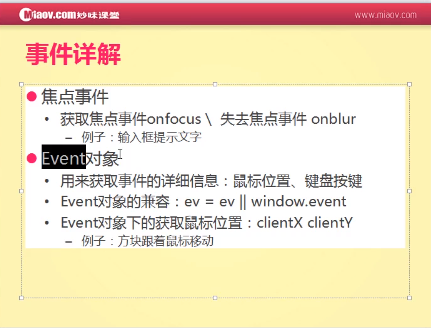 Miaov.com妙味课堂
www.miaov.com
事件详解
焦点事件
• 获取焦点事件onfocus \ 失去焦点事件 onblur
– 例子：输入框提示文字
Event对象
• 用来获取事件的详细信息：鼠标位置、键盘按键
• Event对象的兼容：ev = ev || window.event
• Event对象下的获取鼠标位置：clientX clientY
– 例子：方块跟着鼠标移动